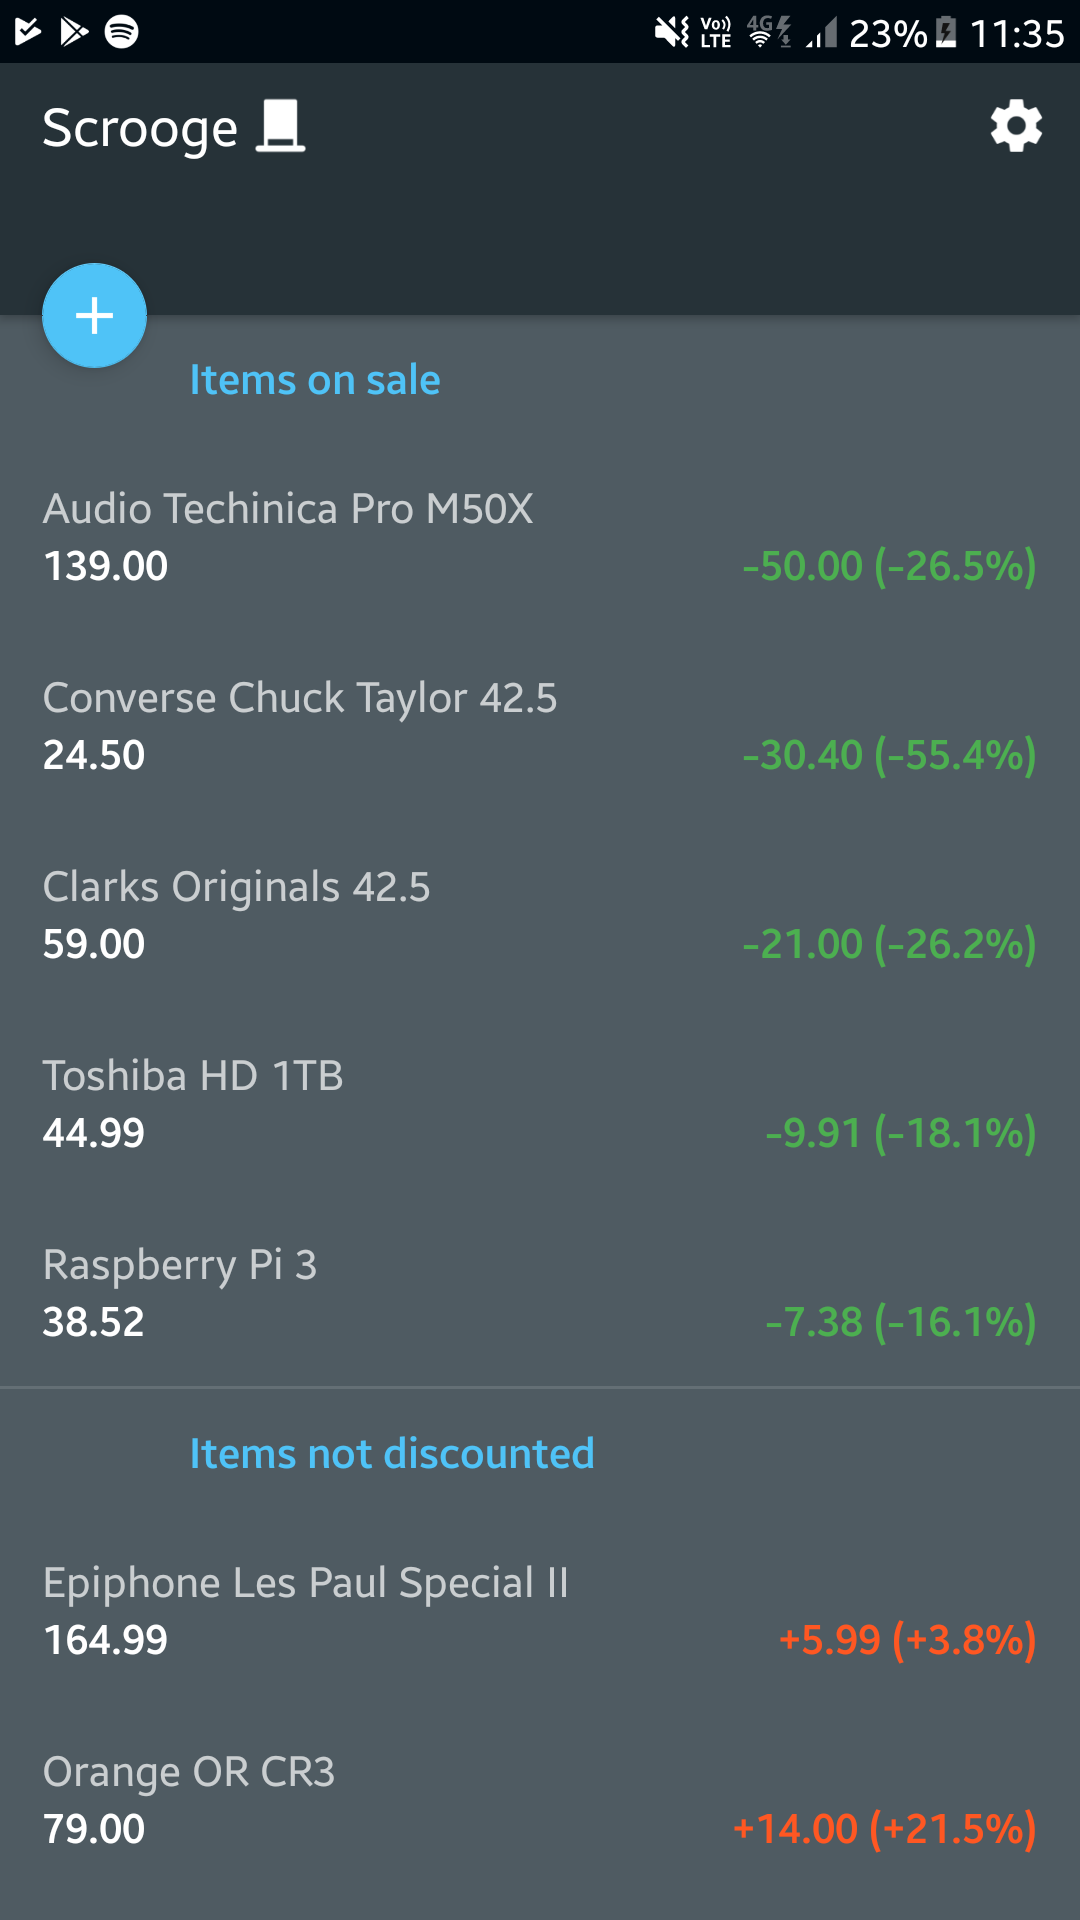 Vo)) LTE 4G 23% 11:35
Scrooge
Items on sale
Audio Techinica Pro M50X
139.00 -50.00 (-26.5%)
Converse Chuck Taylor 42.5
24.50 -30.40 (-55.4%)
Clarks Originals 42.5
59.00 -21.00 (-26.2%)
Toshiba HD 1TB
44.99 -9.91 (-18.1%)
Raspberry Pi 3
38.52 -7.38 (-16.1%)
Items not discounted
Epiphone Les Paul Special II
164.99 +5.99 (+3.8%)
Orange OR CR3
79.00 +14.00 (+21.5%)